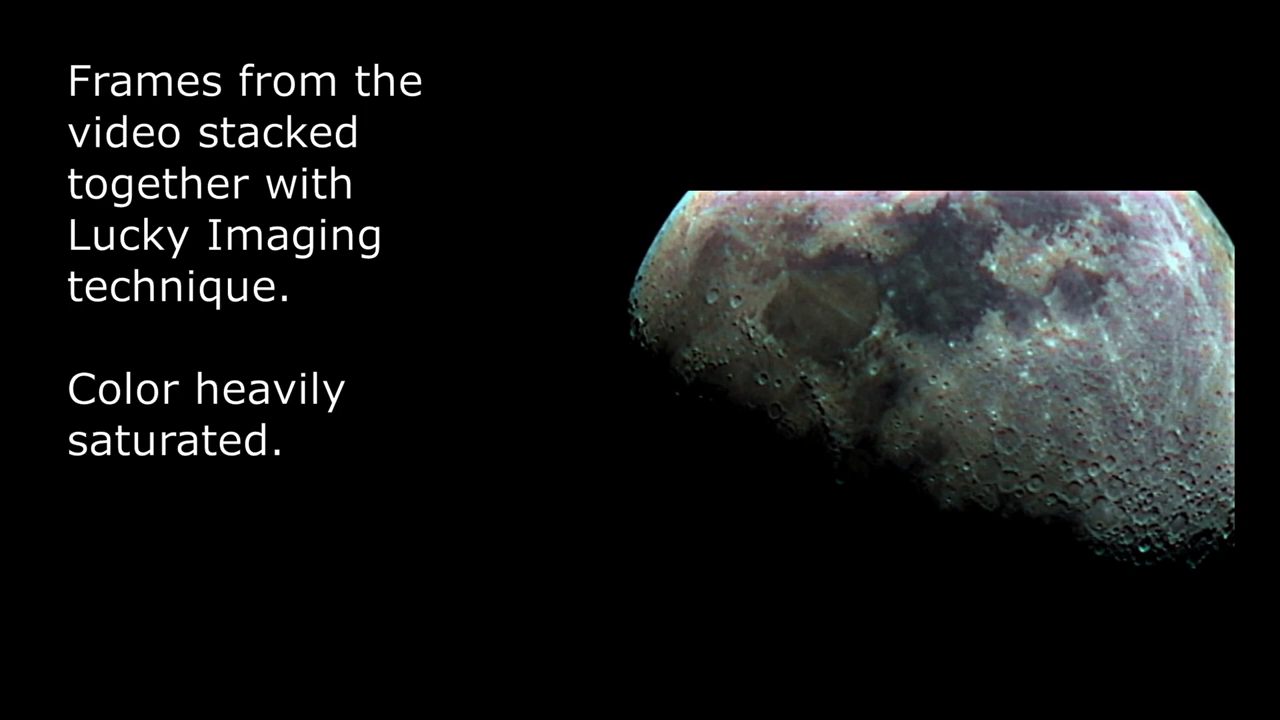 Frames from the
video stacked
together with
Lucky Imaging
technique.
Color heavily
saturated.